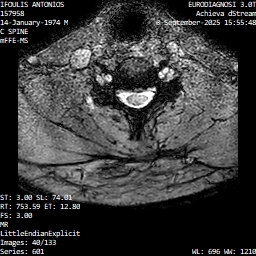 IFOULIS ANTONIOS
157958
14-January-1974 M
C SPINE
mFFE-MS
EURODIAGNOSI 3.0T
Achieva dStream
8 September-2025 15:55:48
ST: 3.00 SL: 74.01
RT: 753.59 ET: 12.80
FS: 3.00
MR
LittleEndianExplicit
Images: 40/133
Series: 601
WL: 696 WW: 1210